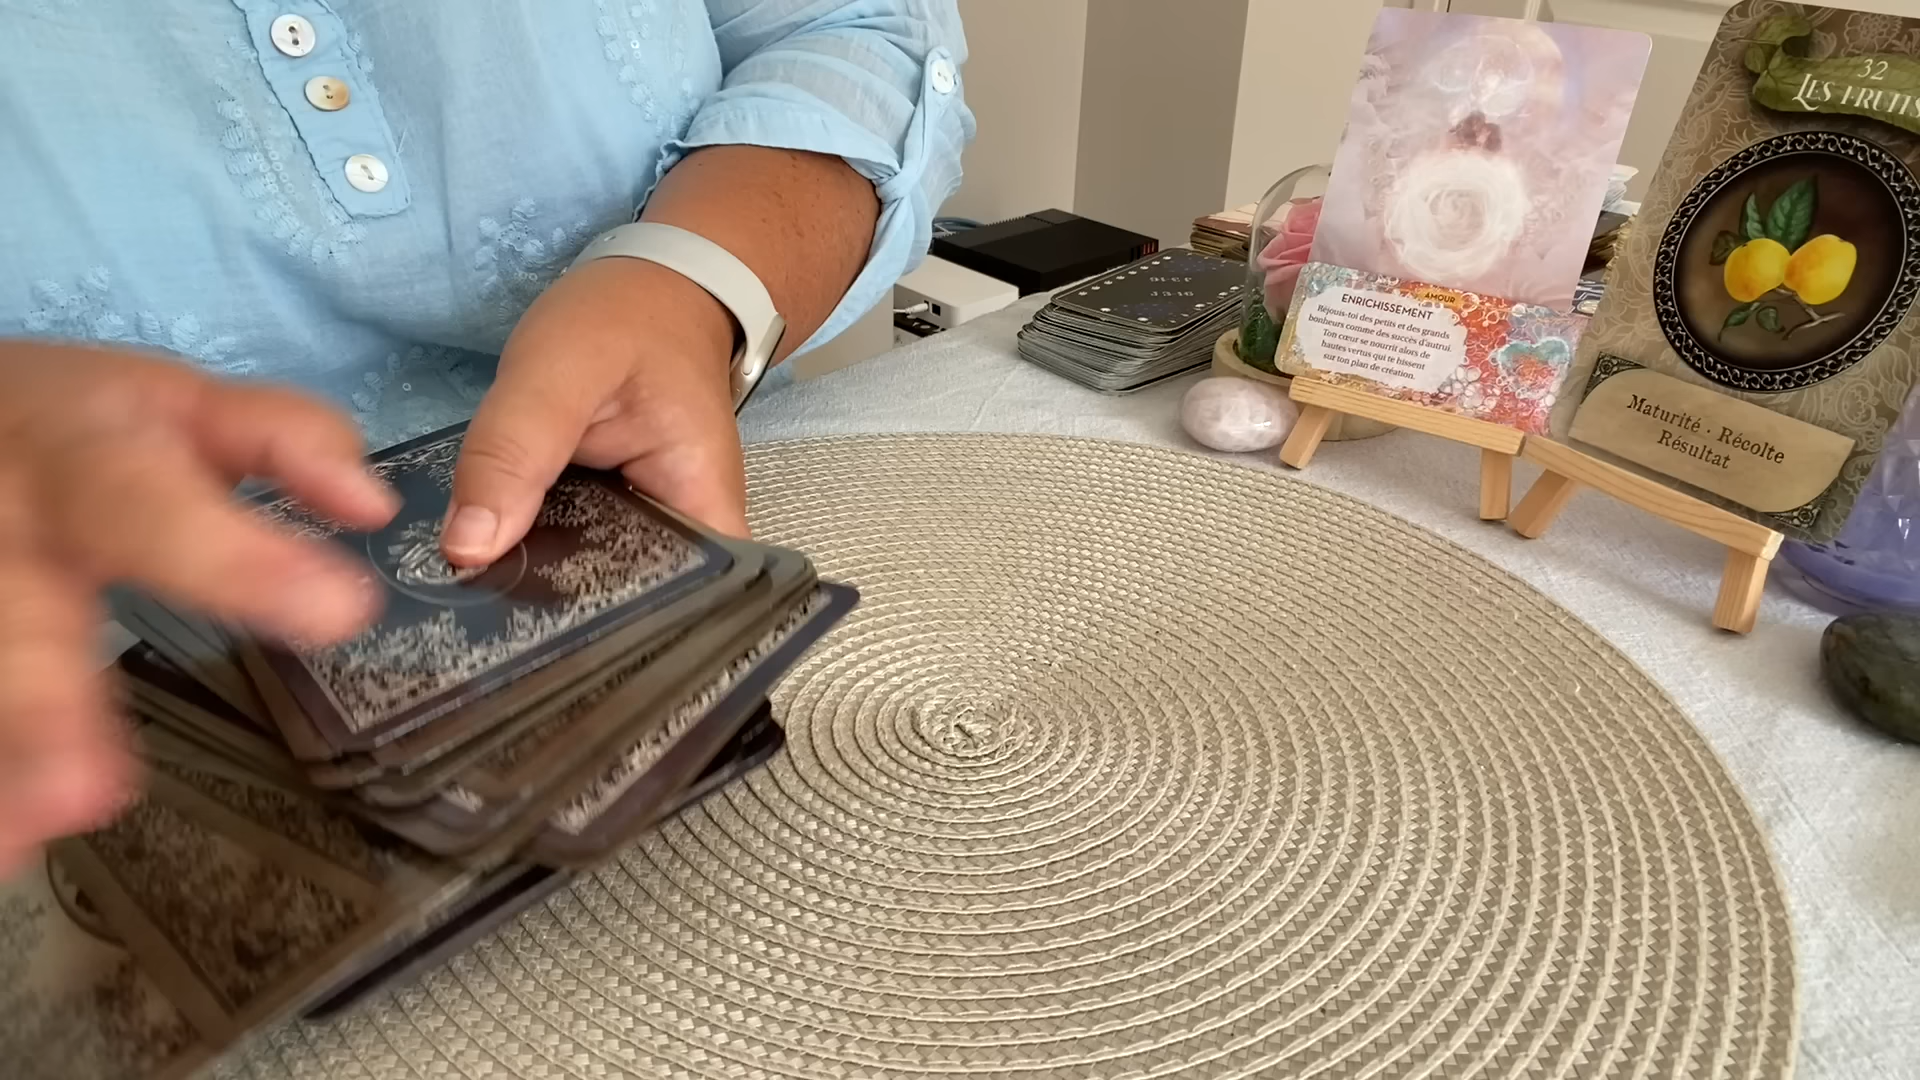 AMOUR
ENRICHISSEMENT
Réjouis-toi des petits et des grands
bonheurs comme des succès d'autrui.
Ton cœur se nourrit alors de
hautes vertus qui te hissent
sur ton plan de création.
32
LES FRUITS
Maturité · Récolte
Résultat